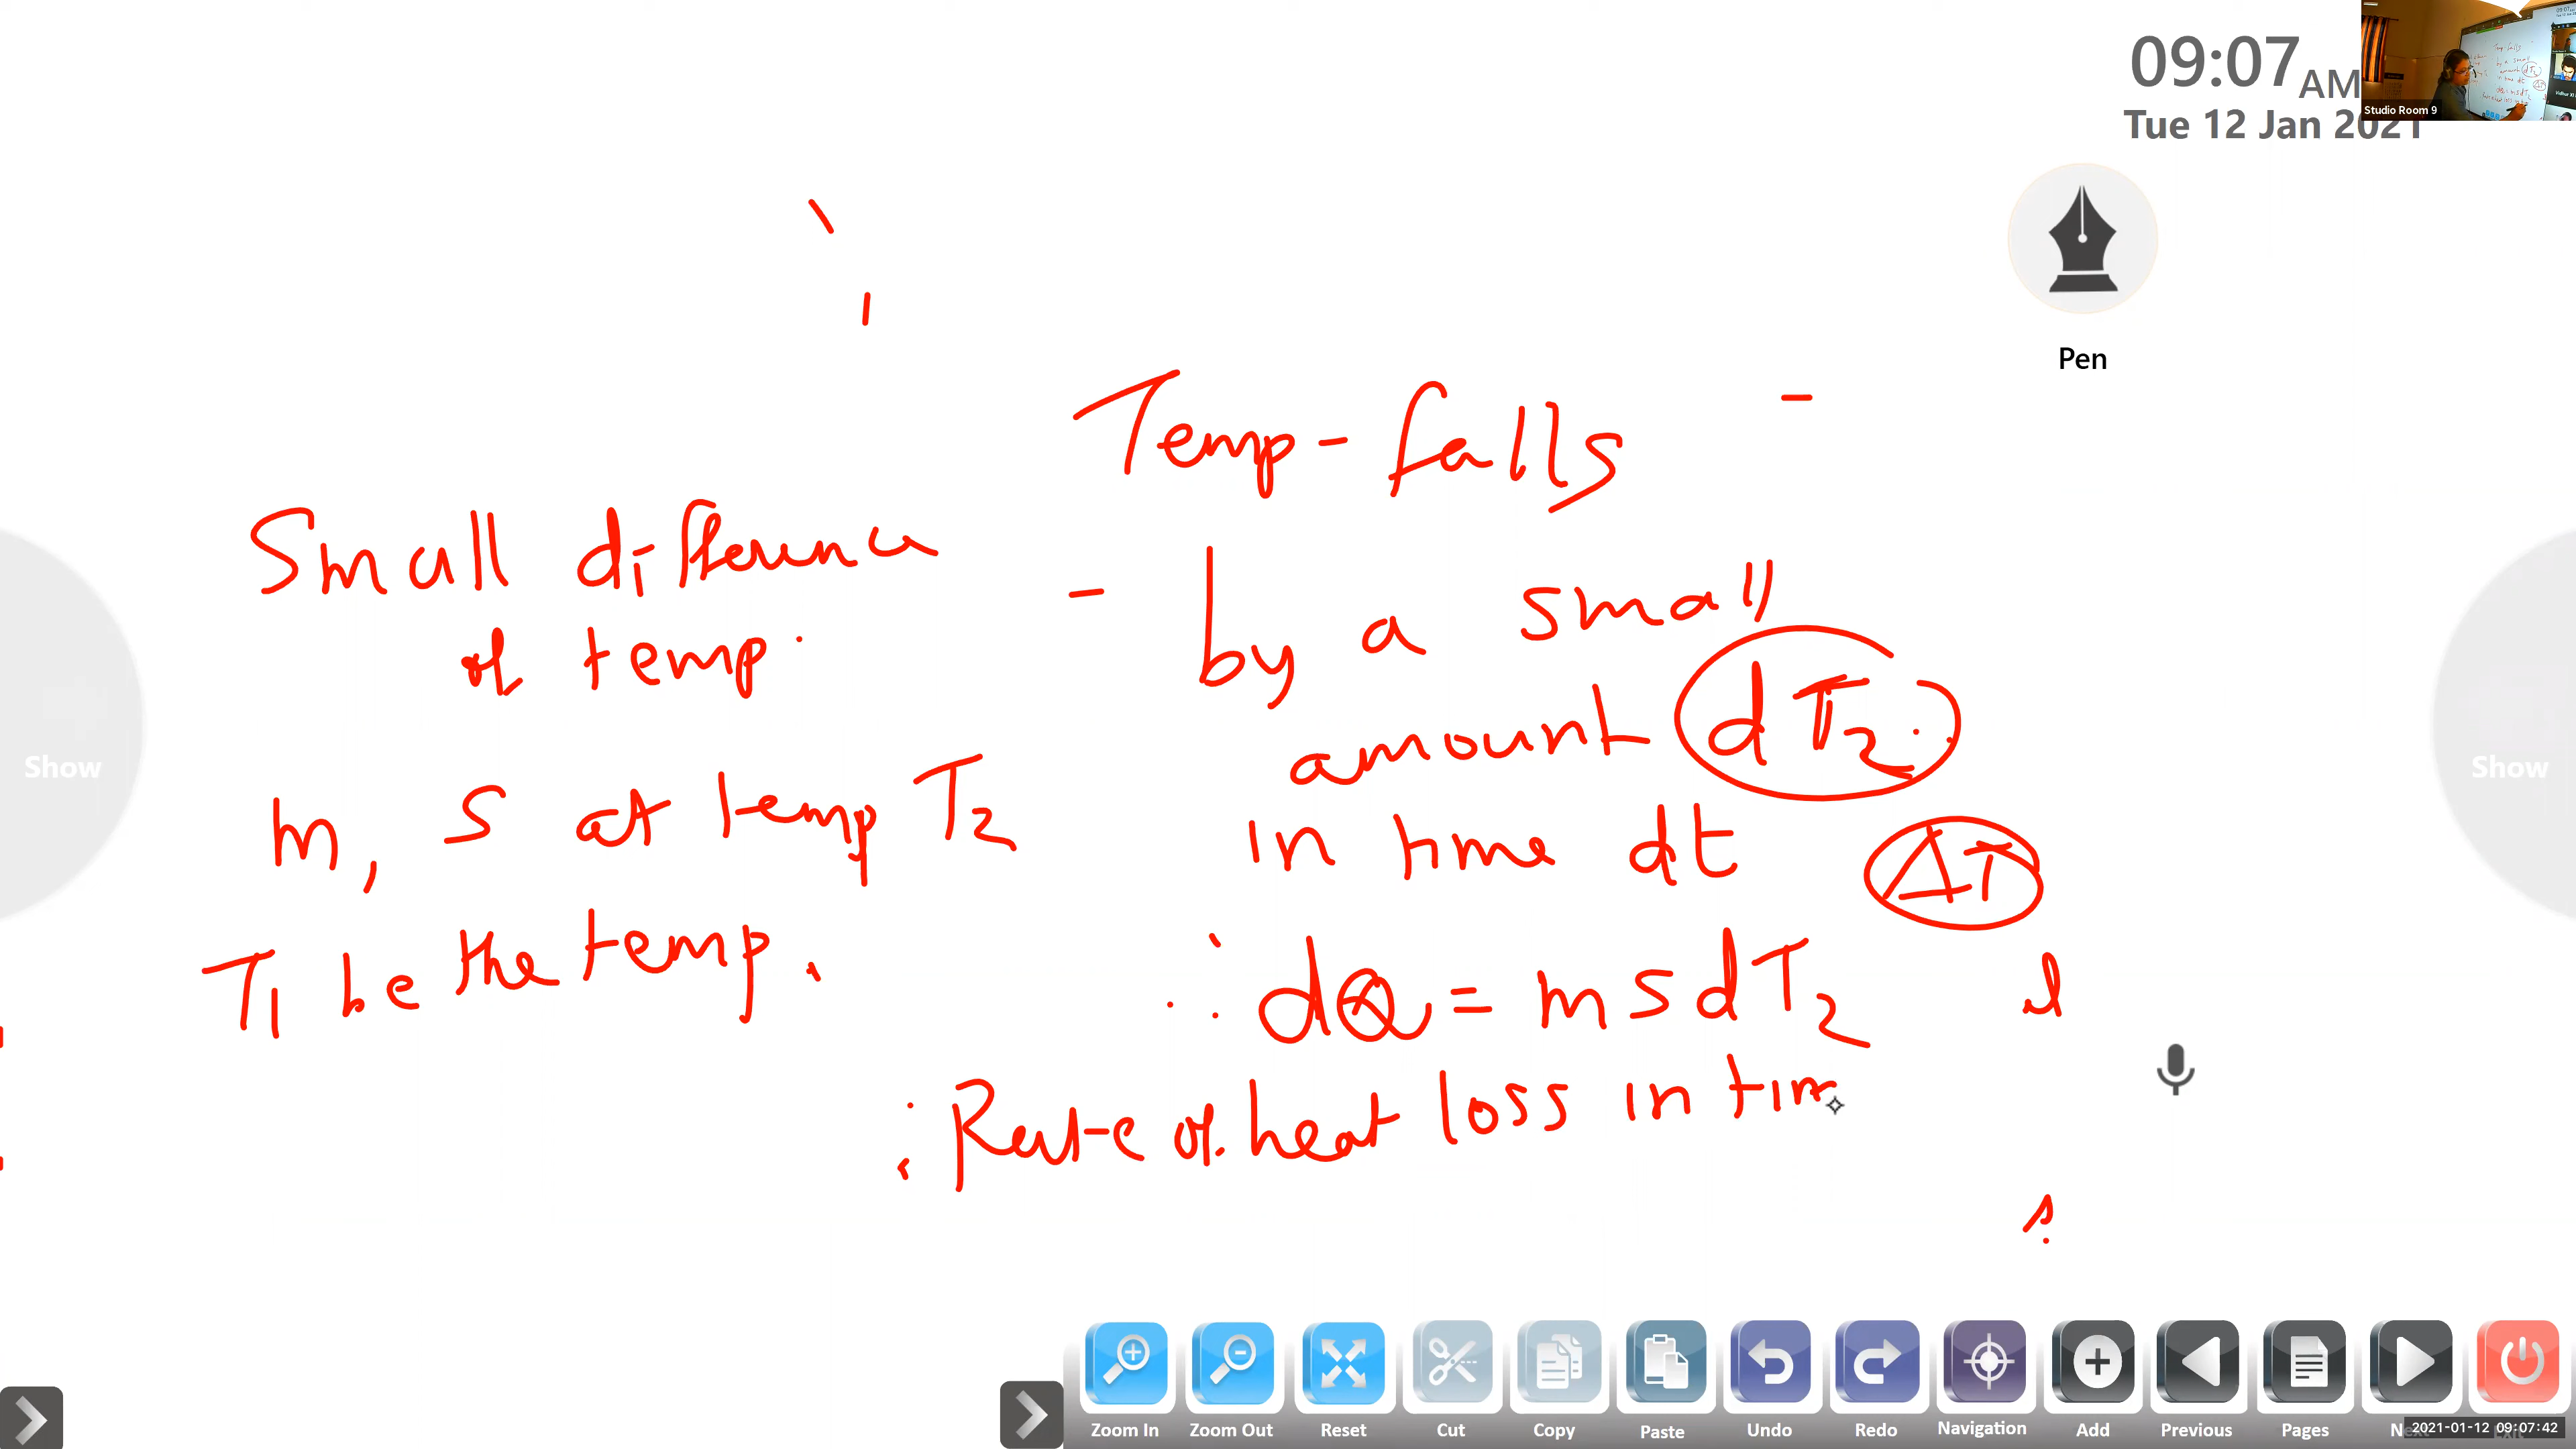 09:07 AM
Tue 12 Jan 2021
Studio Room 9
Pen
Small difference
of temp.
m, s at temp T2
T1 be the temp.
Temp-falls
by a small
amount dT2
in time dt
ΔT
∴ dQ = m s dT2
∴ Rate of heat loss in tim
Show
Show
Zoom In
Zoom Out
Reset
Cut
Copy
Paste
Undo
Redo
Navigation
Add
Previous
Pages
2021-01-12 09:07:42